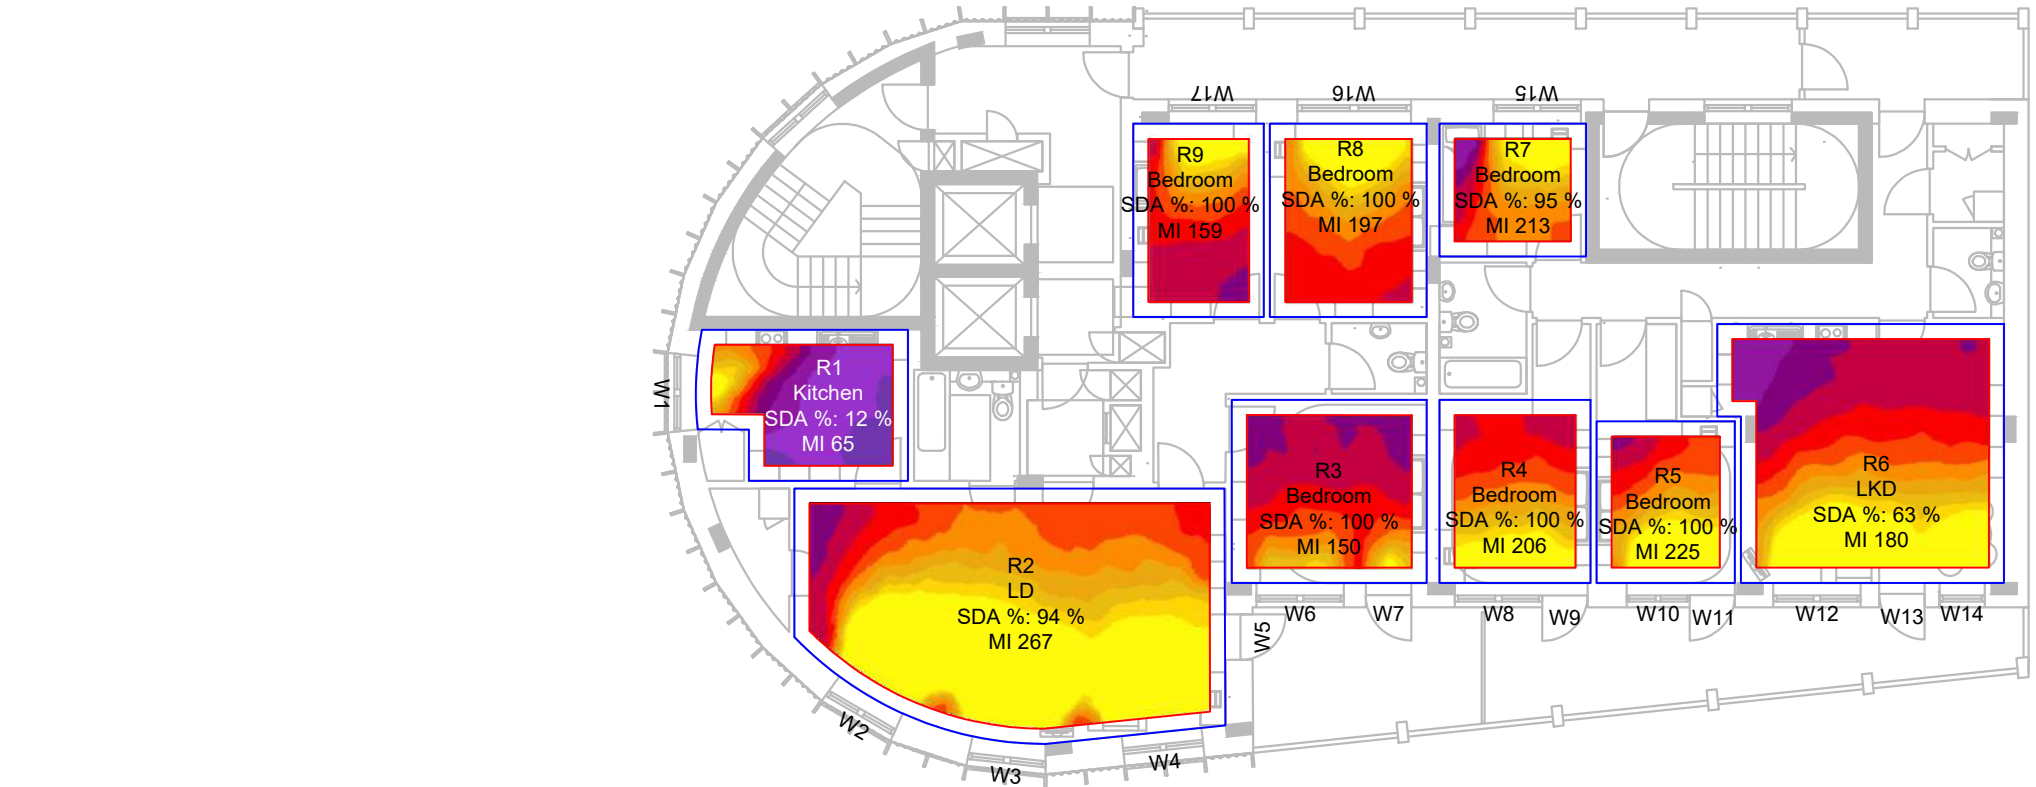 W17
W16
W15
R9
Bedroom
SDA %: 100 %
MI 159
R8
Bedroom
SDA %: 100 %
MI 197
R7
Bedroom
SDA %: 95 %
MI 213
W1
R1
Kitchen
SDA %: 12 %
MI 65
R3
Bedroom
SDA %: 100 %
MI 150
R4
Bedroom
SDA %: 100 %
MI 206
R5
Bedroom
SDA %: 100 %
MI 225
R6
LKD
SDA %: 63 %
MI 180
R2
LD
SDA %: 94 %
MI 267
W5
W6
W7
W8
W9
W10
W11
W12
W13
W14
W2
W3
W4